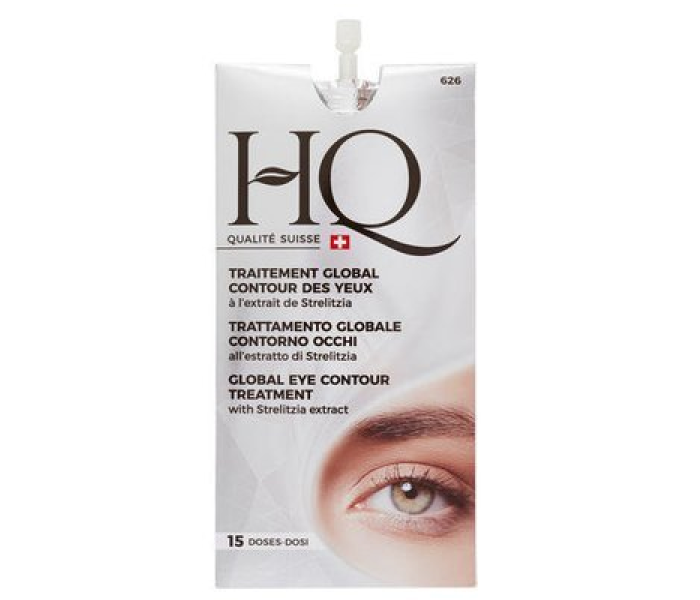 626
HQ
QUALITÉ SUISSE
TRAITEMENT GLOBAL
CONTOUR DES YEUX
à l'extrait de Strelitzia
TRATTAMENTO GLOBALE
CONTORNO OCCHI
all'estratto di Strelitzia
GLOBAL EYE CONTOUR
TREATMENT
with Strelitzia extract
15 DOSES-DOSI